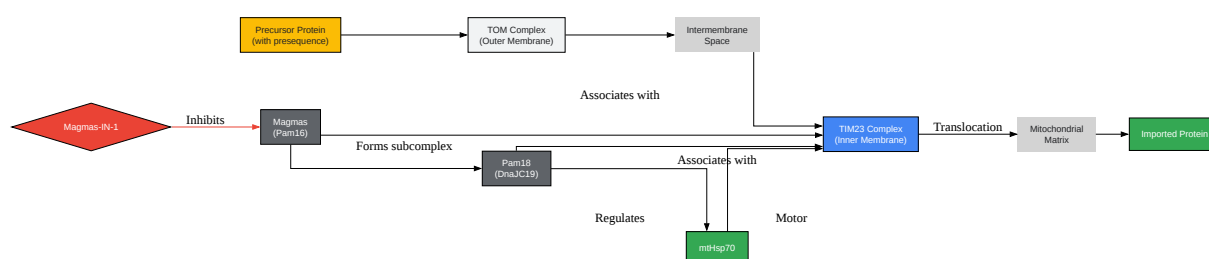 Precursor Protein
(with presequence)
TOM Complex
(Outer Membrane)
Intermembrane
Space
Associates with
Magmas-IN-1
Inhibits
Magmas
(Pam16)
TIM23 Complex
(Inner Membrane)
Translocation
Mitochondrial
Matrix
Imported Protein
Forms subcomplex
Pam18
(DnaJC19)
Associates with
Regulates
Motor
mtHsp70